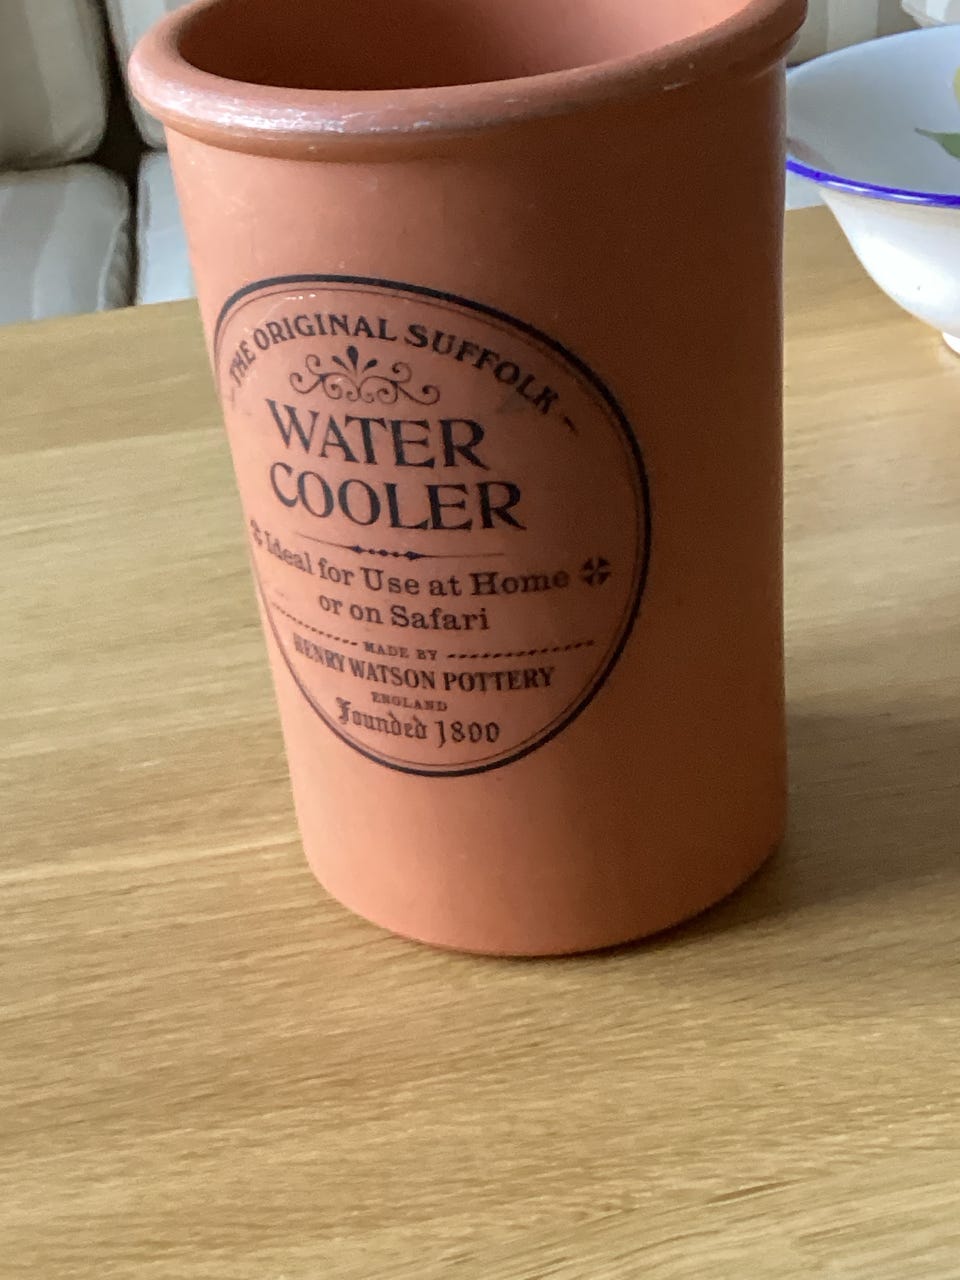 THE ORIGINAL SUFFOLK
WATER
COOLER
Ideal for Use at Home
or on Safari
MADE BY
HENRY WATSON POTTERY
ENGLAND
Founded 1800